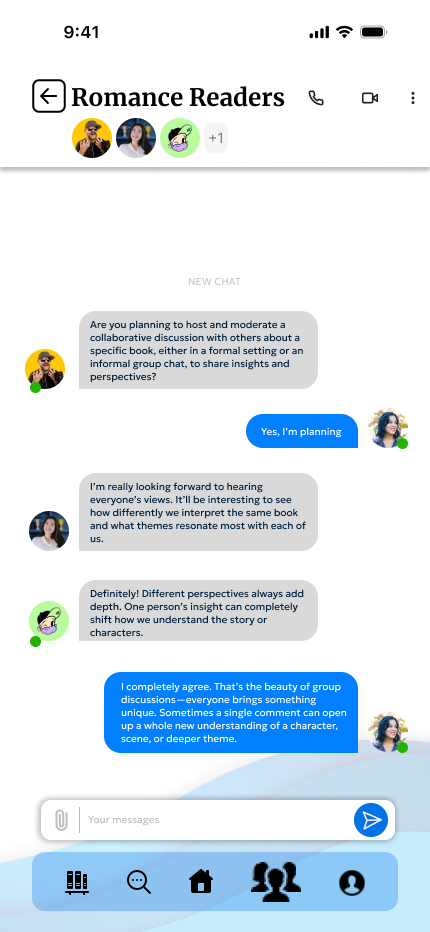 9:41
Romance Readers
+1
NEW CHAT
Are you planning to host and moderate a
collaborative discussion with others about a
specific book, either in a formal setting or an
informal group chat, to share insights and
perspectives?
Yes, I'm planning
I'm really looking forward to hearing
everyone's views. It'll be interesting to see
how differently we interpret the same book
and what themes resonate most with each of
us.
Definitely! Different perspectives always add
depth. One person's insight can completely
shift how we understand the story or
characters.
I completely agree. That's the beauty of group
discussions—everyone brings something
unique. Sometimes a single comment can open
up a whole new understanding of a character,
scene, or deeper theme.
Your messages